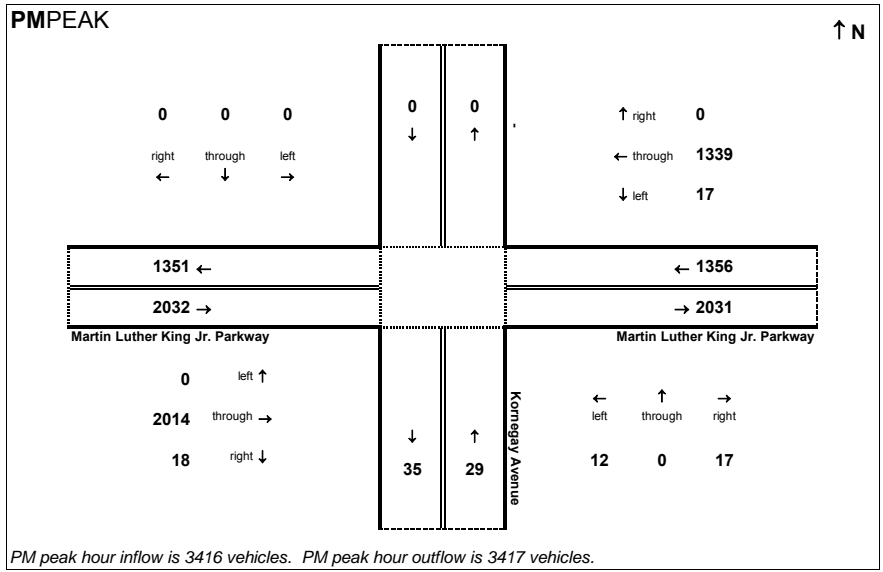 PMPEAK
↑ N
0 0 0
right through left
← ↓ →
0 0
↓ ↑
↑ right 0
← through 1339
↓ left 17
1351 ←
← 1356
2032 →
→ 2031
Martin Luther King Jr. Parkway
Martin Luther King Jr. Parkway
0 left ↑
2014 through →
18 right ↓
↓ ↑
35 29
Kornegay Avenue
← ↑ →
left through right
12 0 17
PM peak hour inflow is 3416 vehicles. PM peak hour outflow is 3417 vehicles.